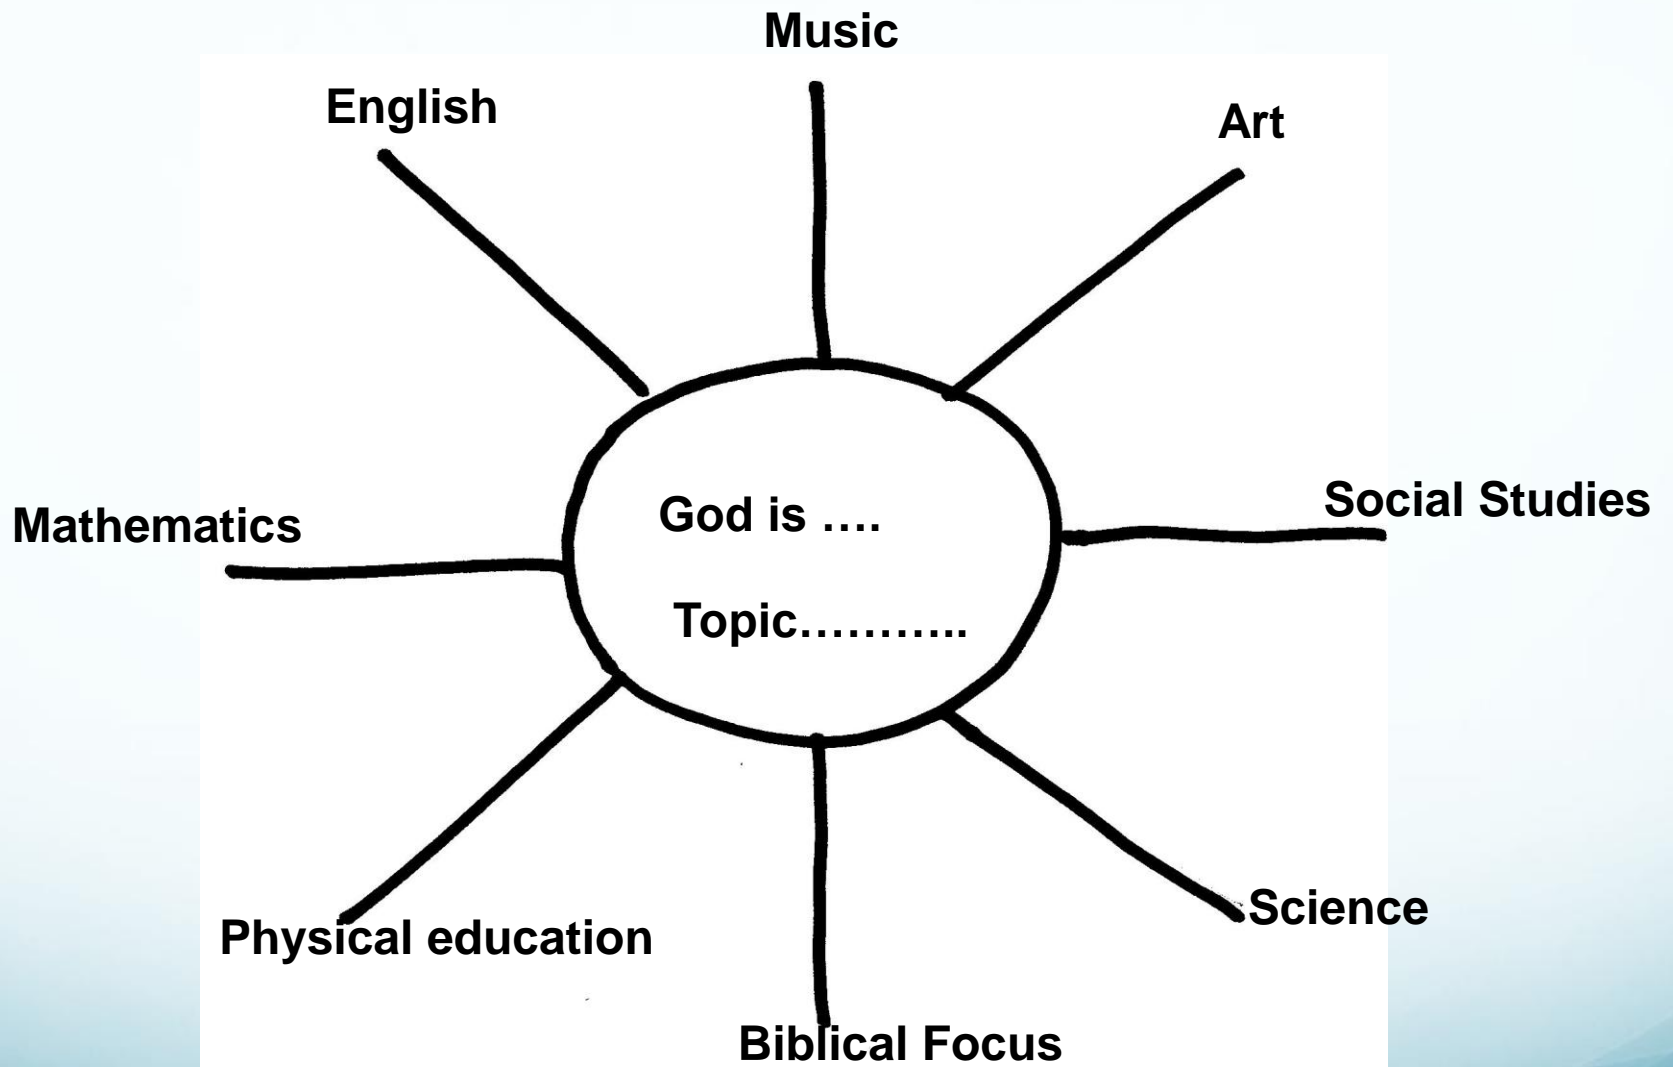 Music
English
Art
Social Studies
Mathematics
God is ….
Topic………..
Science
Physical education
Biblical Focus